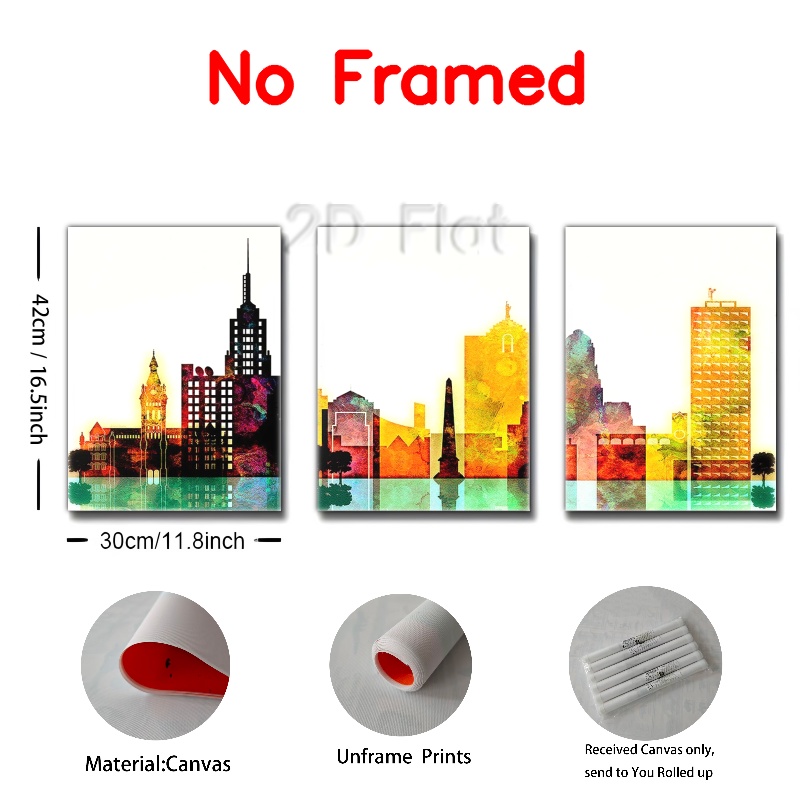 No Framed
2D Flat
42cm / 16.5inch
30cm/11.8inch
Material:Canvas
Unframe Prints
Received Canvas only,
send to You Rolled up